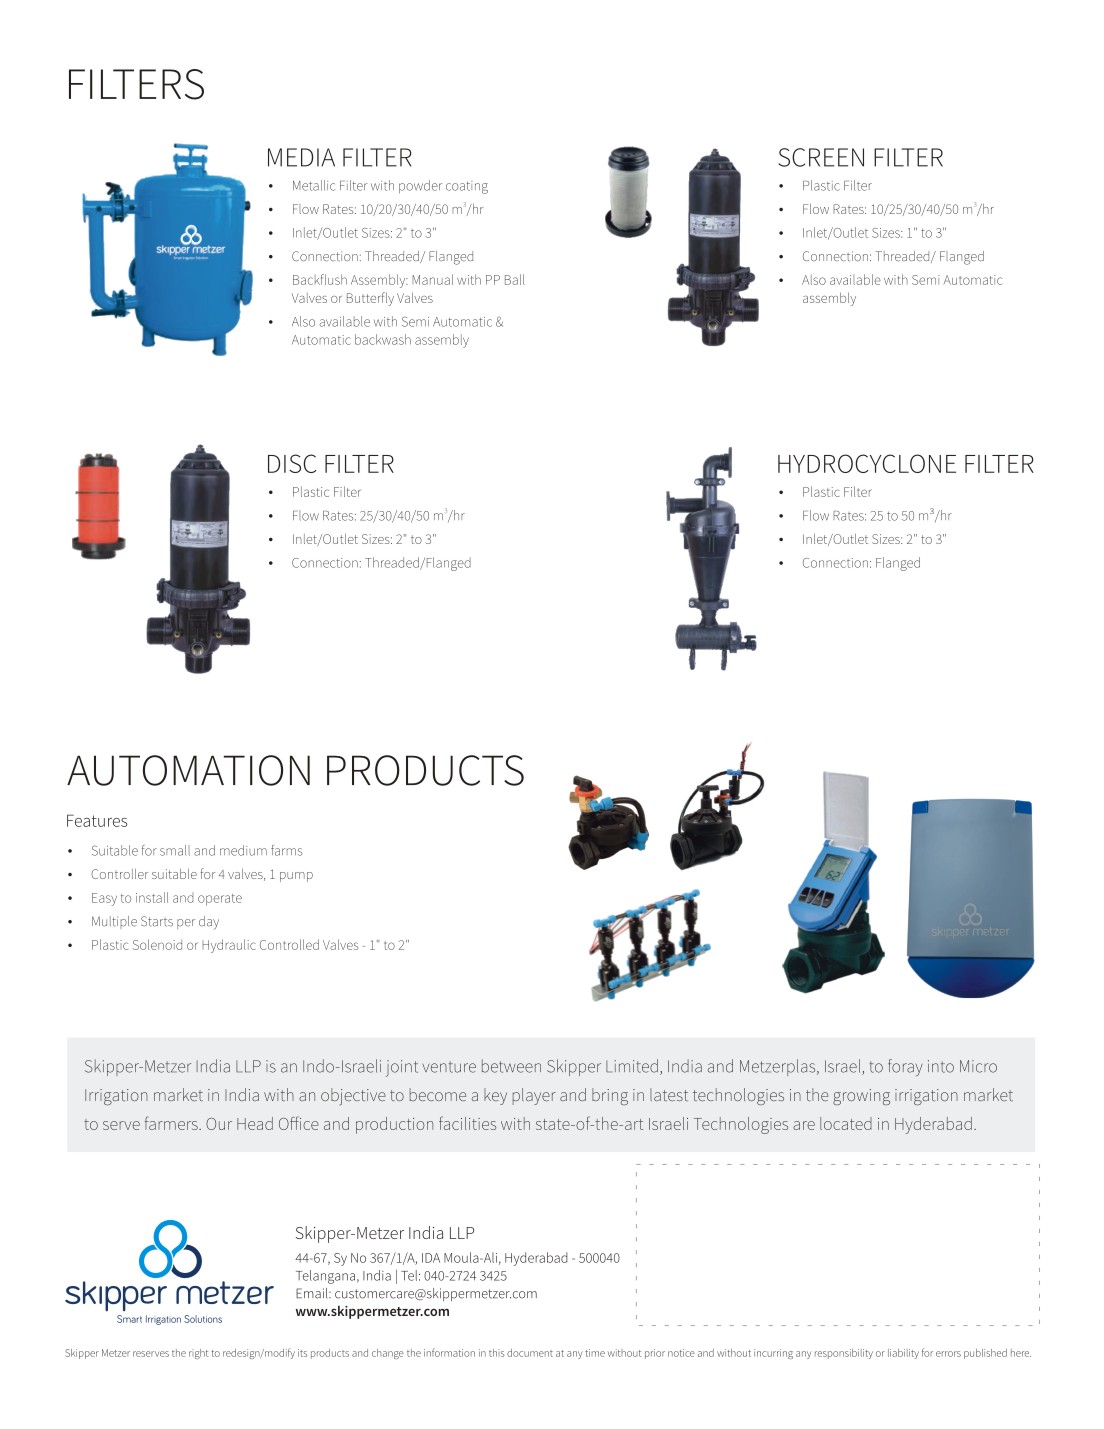 FILTERS
MEDIA FILTER
• Metallic Filter with powder coating
• Flow Rates: 10/20/30/40/50 m³/hr
• Inlet/Outlet Sizes: 2" to 3"
• Connection: Threaded/ Flanged
• Backflush Assembly: Manual with PP Ball
Valves or Butterfly Valves
• Also available with Semi Automatic &
Automatic backwash assembly
skipper metzer
Smart Irrigation Solutions
SCREEN FILTER
• Plastic Filter
• Flow Rates: 10/25/30/40/50 m³/hr
• Inlet/Outlet Sizes: 1" to 3"
• Connection: Threaded/ Flanged
• Also available with Semi Automatic
assembly
DISC FILTER
• Plastic Filter
• Flow Rates: 25/30/40/50 m³/hr
• Inlet/Outlet Sizes: 2" to 3"
• Connection: Threaded/Flanged
HYDROCYCLONE FILTER
• Plastic Filter
• Flow Rates: 25 to 50 m³/hr
• Inlet/Outlet Sizes: 2" to 3"
• Connection: Flanged
AUTOMATION PRODUCTS
Features
• Suitable for small and medium farms
• Controller suitable for 4 valves, 1 pump
• Easy to install and operate
• Multiple Starts per day
• Plastic Solenoid or Hydraulic Controlled Valves - 1" to 2"
skipper metzer
Skipper-Metzer India LLP is an Indo-Israeli joint venture between Skipper Limited, India and Metzerplas, Israel, to foray into Micro
Irrigation market in India with an objective to become a key player and bring in latest technologies in the growing irrigation market
to serve farmers. Our Head Office and production facilities with state-of-the-art Israeli Technologies are located in Hyderabad.
skipper metzer
Smart Irrigation Solutions
Skipper-Metzer India LLP
44-67, Sy No 367/1/A, IDA Moula-Ali, Hyderabad - 500040
Telangana, India | Tel: 040-2724 3425
Email: customercare@skippermetzer.com
www.skippermetzer.com
Skipper Metzer reserves the right to redesign/modify its products and change the information in this document at any time without prior notice and without incurring any responsibility or liability for errors published here.